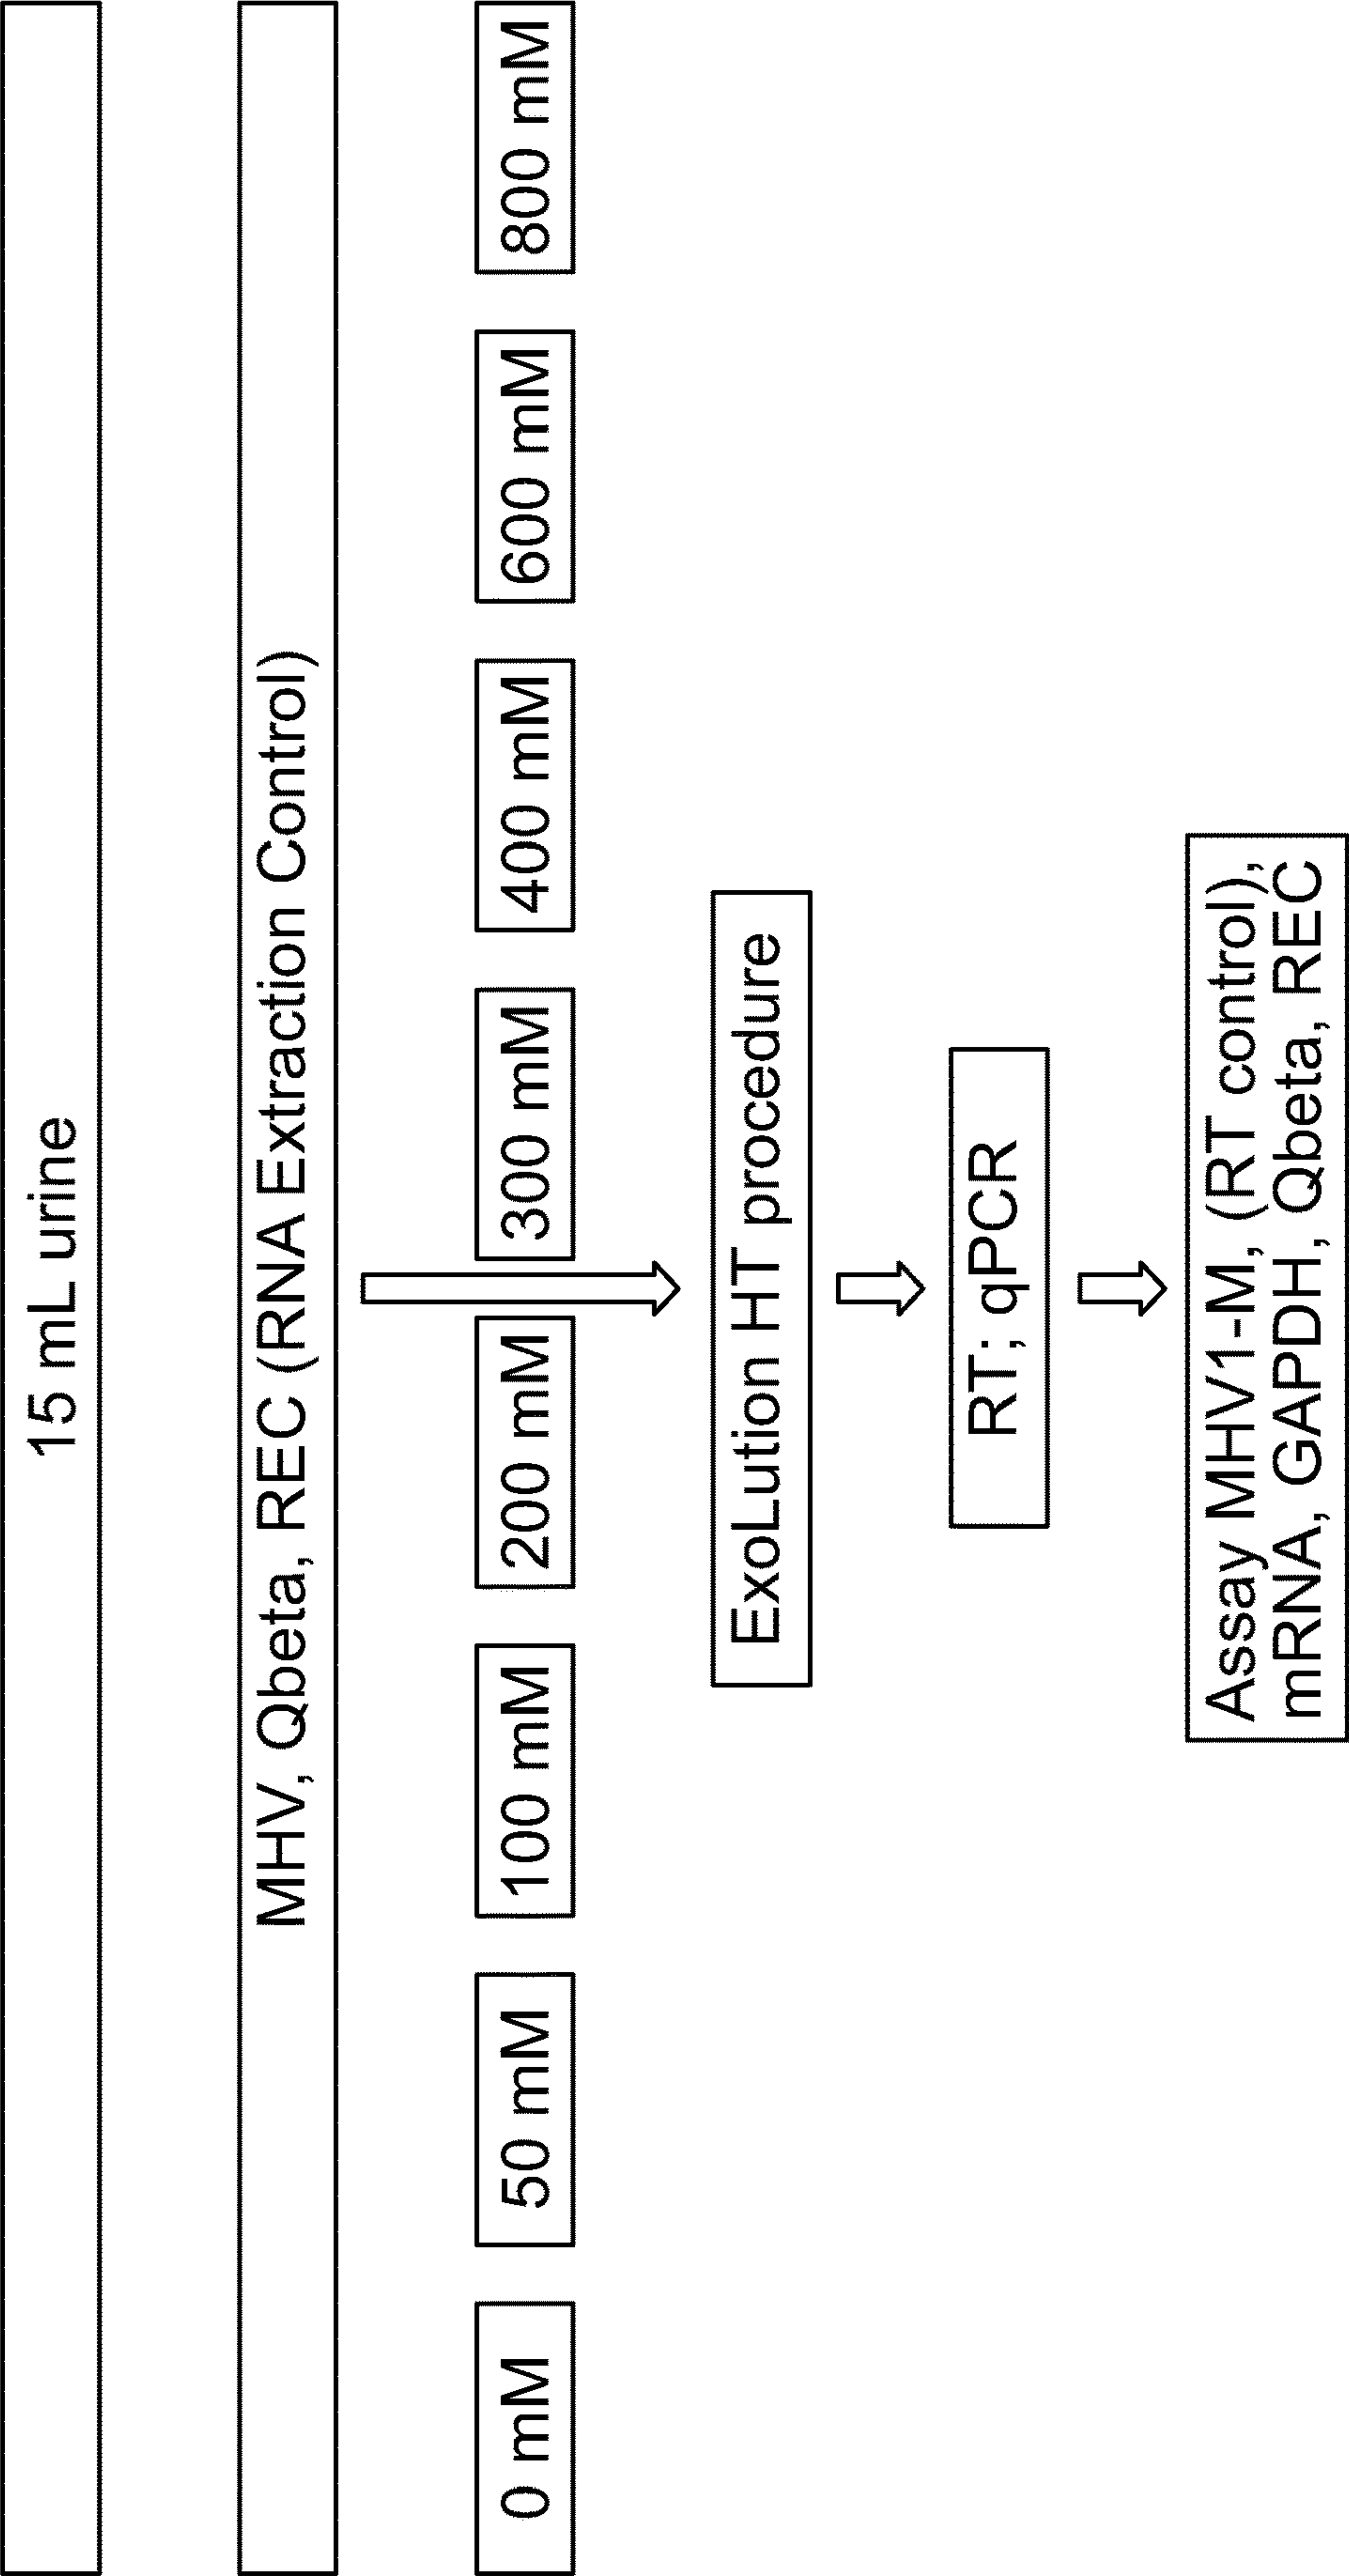 15 mL urine
MHV, Qbeta, REC (RNA Extraction Control)
0 mM
50 mM
100 mM
200 mM
300 mM
400 mM
600 mM
800 mM
ExoLution HT procedure
RT; qPCR
Assay MHV1-M, (RT control),
mRNA, GAPDH, Qbeta, REC